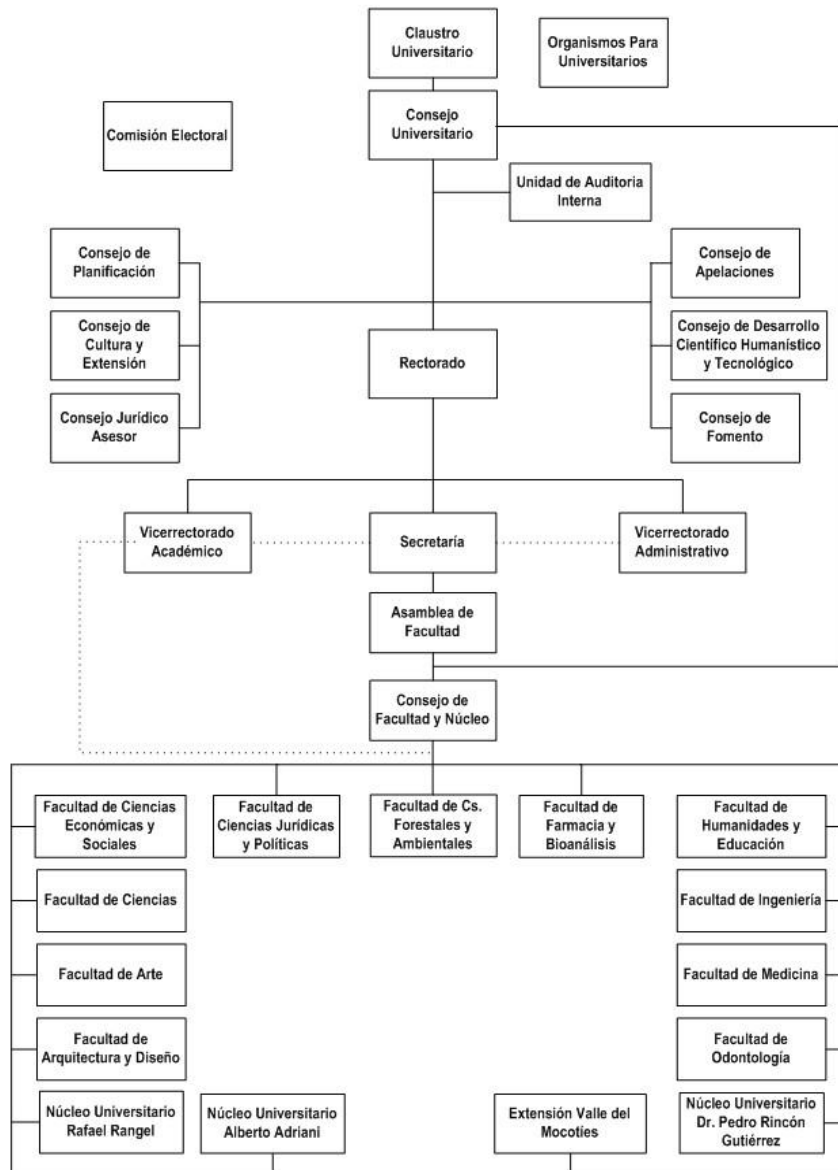 Claustro
Universitario
Organismos Para
Universitarios
Consejo
Universitario
Comisión Electoral
Unidad de Auditoria
Interna
Consejo de
Planificación
Consejo de
Apelaciones
Consejo de
Cultura y
Extensión
Rectorado
Consejo de Desarrollo
Científico Humanístico
y Tecnológico
Consejo Jurídico
Asesor
Consejo de
Fomento
Vicerrectorado
Académico
Secretaría
Vicerrectorado
Administrativo
Asamblea de
Facultad
Consejo de
Facultad y Núcleo
Facultad de Ciencias
Económicas y
Sociales
Facultad de
Ciencias Jurídicas
y Políticas
Facultad de Cs.
Forestales y
Ambientales
Facultad de
Farmacia y
Bioanálisis
Facultad de
Humanidades y
Educación
Facultad de Ciencias
Facultad de Ingeniería
Facultad de Arte
Facultad de Medicina
Facultad de
Arquitectura y Diseño
Facultad de
Odontología
Núcleo Universitario
Rafael Rangel
Núcleo Universitario
Alberto Adriani
Extensión Valle del
Mocoties
Núcleo Universitario
Dr. Pedro Rincón
Gutiérrez